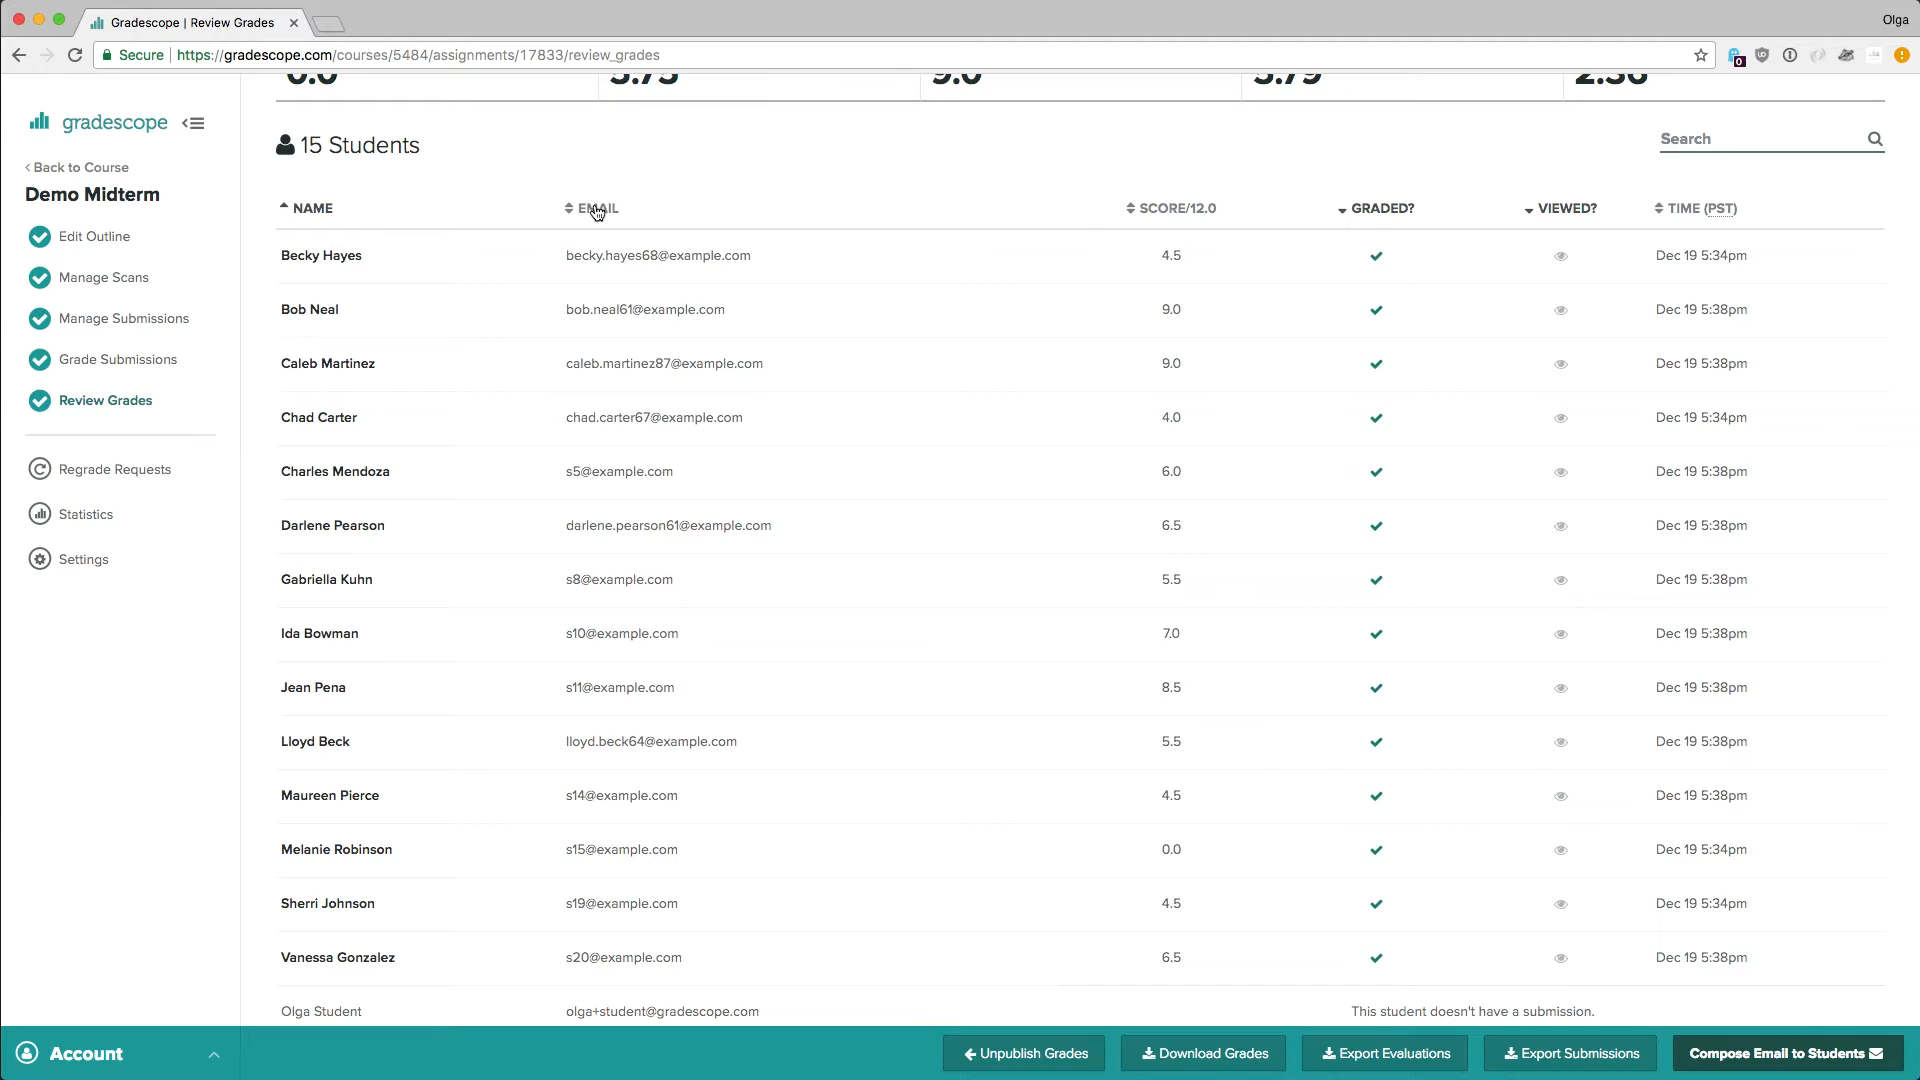 Gradescope | Review Grades
Olga
Secure
https://gradescope.com/courses/5484/assignments/17833/review_grades
0
0.0 5.75 9.0 5.79 2.36
gradescope
Back to Course
Demo Midterm
Edit Outline
Manage Scans
Manage Submissions
Grade Submissions
Review Grades
Regrade Requests
Statistics
Settings
15 Students
Search
NAME EMAIL SCORE/12.0 GRADED? VIEWED? TIME (PST)
Becky Hayes becky.hayes68@example.com 4.5 Dec 19 5:34pm
Bob Neal bob.neal61@example.com 9.0 Dec 19 5:38pm
Caleb Martinez caleb.martinez87@example.com 9.0 Dec 19 5:38pm
Chad Carter chad.carter67@example.com 4.0 Dec 19 5:34pm
Charles Mendoza s5@example.com 6.0 Dec 19 5:38pm
Darlene Pearson darlene.pearson61@example.com 6.5 Dec 19 5:38pm
Gabriella Kuhn s8@example.com 5.5 Dec 19 5:38pm
Ida Bowman s10@example.com 7.0 Dec 19 5:38pm
Jean Pena s11@example.com 8.5 Dec 19 5:38pm
Lloyd Beck lloyd.beck64@example.com 5.5 Dec 19 5:38pm
Maureen Pierce s14@example.com 4.5 Dec 19 5:38pm
Melanie Robinson s15@example.com 0.0 Dec 19 5:34pm
Sherri Johnson s19@example.com 4.5 Dec 19 5:34pm
Vanessa Gonzalez s20@example.com 6.5 Dec 19 5:38pm
Olga Student olga+student@gradescope.com This student doesn't have a submission.
Account
Unpublish Grades
Download Grades
Export Evaluations
Export Submissions
Compose Email to Students